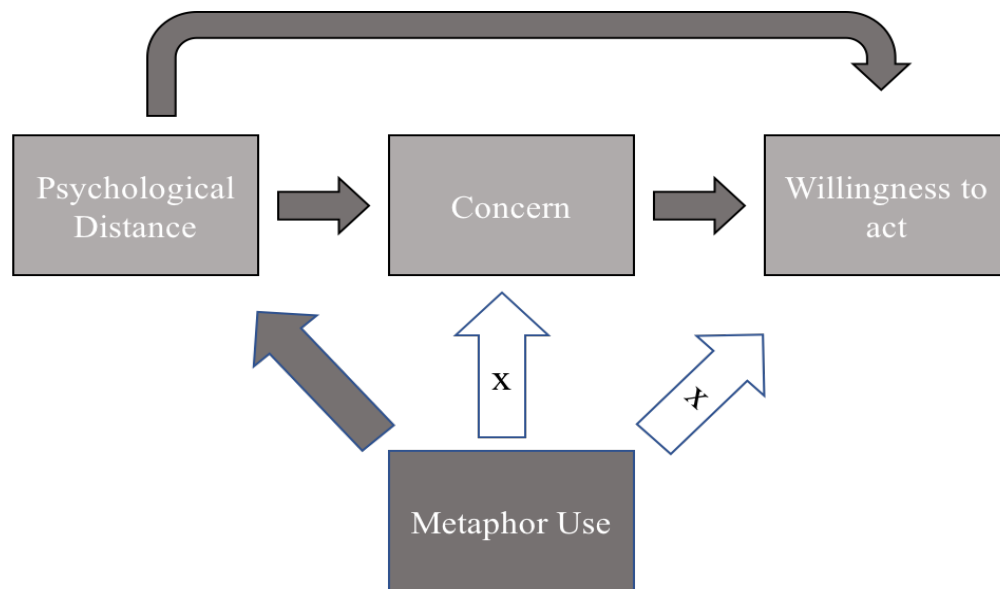 Psychological
Distance
Concern
Willingness to
act
x
x
Metaphor Use